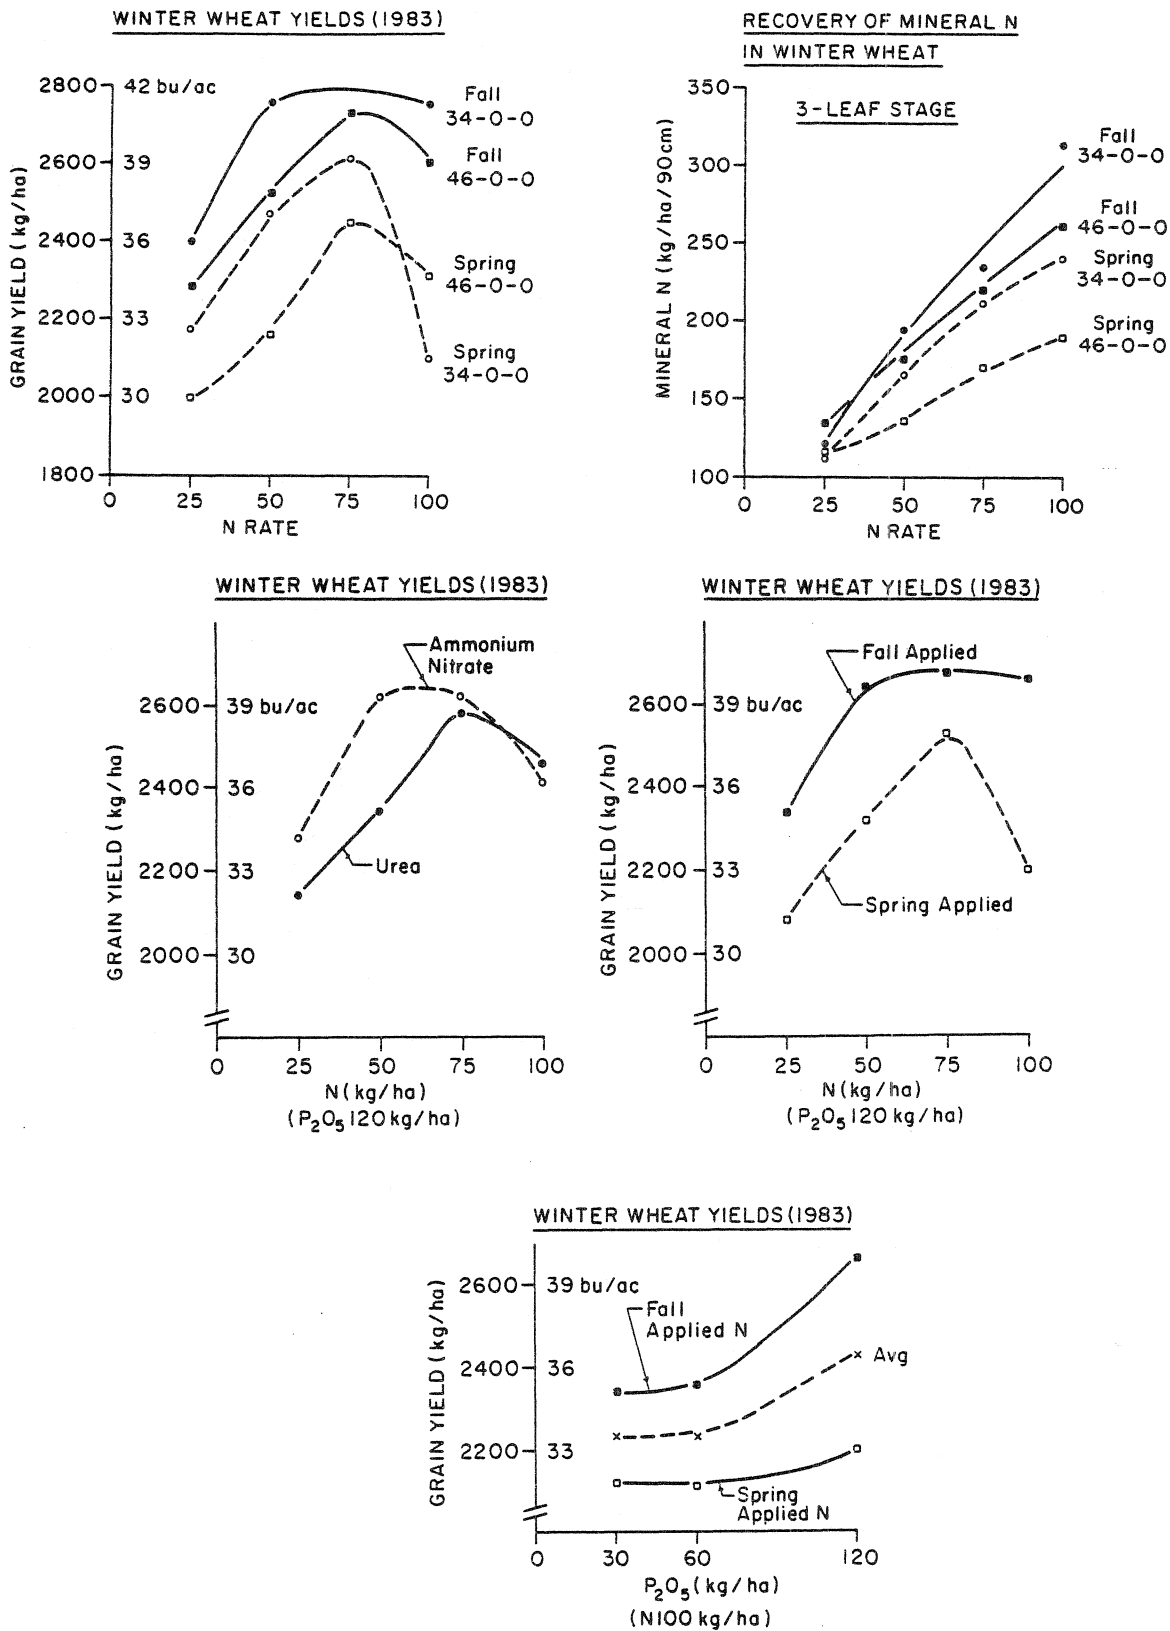 WINTER WHEAT YIELDS (1983)
GRAIN YIELD (kg/ha)
2800
2600
2400
2200
2000
1800
42 bu/ac
39
36
33
30
Fall
34-0-0
Fall
46-0-0
Spring
46-0-0
Spring
34-0-0
0 25 50 75 100
N RATE
RECOVERY OF MINERAL N
IN WINTER WHEAT
3-LEAF STAGE
MINERAL N (kg/ha/90cm)
350
300
250
200
150
100
Fall
34-0-0
Fall
46-0-0
Spring
34-0-0
Spring
46-0-0
0 25 50 75 100
N RATE
WINTER WHEAT YIELDS (1983)
GRAIN YIELD (kg/ha)
2600
2400
2200
2000
39 bu/ac
36
33
30
Ammonium
Nitrate
Urea
0 25 50 75 100
N (kg/ha)
(P₂O₅ 120 kg/ha)
WINTER WHEAT YIELDS (1983)
GRAIN YIELD (kg/ha)
2600
2400
2200
2000
39 bu/ac
36
33
30
Fall Applied
Spring Applied
0 25 50 75 100
N (kg/ha)
(P₂O₅ 120 kg/ha)
WINTER WHEAT YIELDS (1983)
GRAIN YIELD (kg/ha)
2600
2400
2200
39 bu/ac
36
33
Fall
Applied N
Avg
Spring
Applied N
0 30 60 120
P₂O₅ (kg/ha)
(N100 kg/ha)